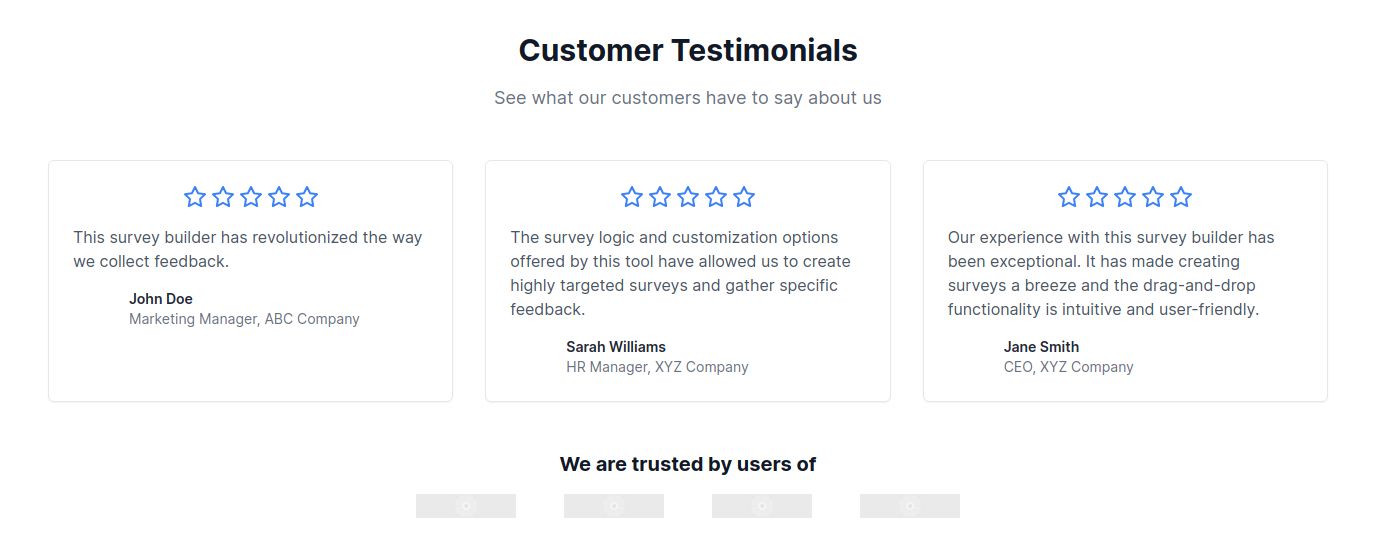 Customer Testimonials
See what our customers have to say about us
This survey builder has revolutionized the way
we collect feedback.
John Doe
Marketing Manager, ABC Company
The survey logic and customization options
offered by this tool have allowed us to create
highly targeted surveys and gather specific
feedback.
Sarah Williams
HR Manager, XYZ Company
Our experience with this survey builder has
been exceptional. It has made creating
surveys a breeze and the drag-and-drop
functionality is intuitive and user-friendly.
Jane Smith
CEO, XYZ Company
We are trusted by users of